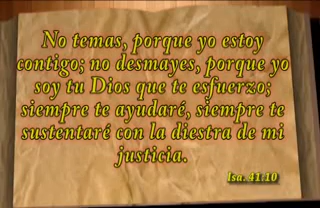 No temas, porque yo estoy
contigo; no desmayes, porque yo
soy tu Dios que te esfuerzo;
siempre te ayudaré, siempre te
sustentaré con la diestra de mi
justicia.
Isa. 41:10